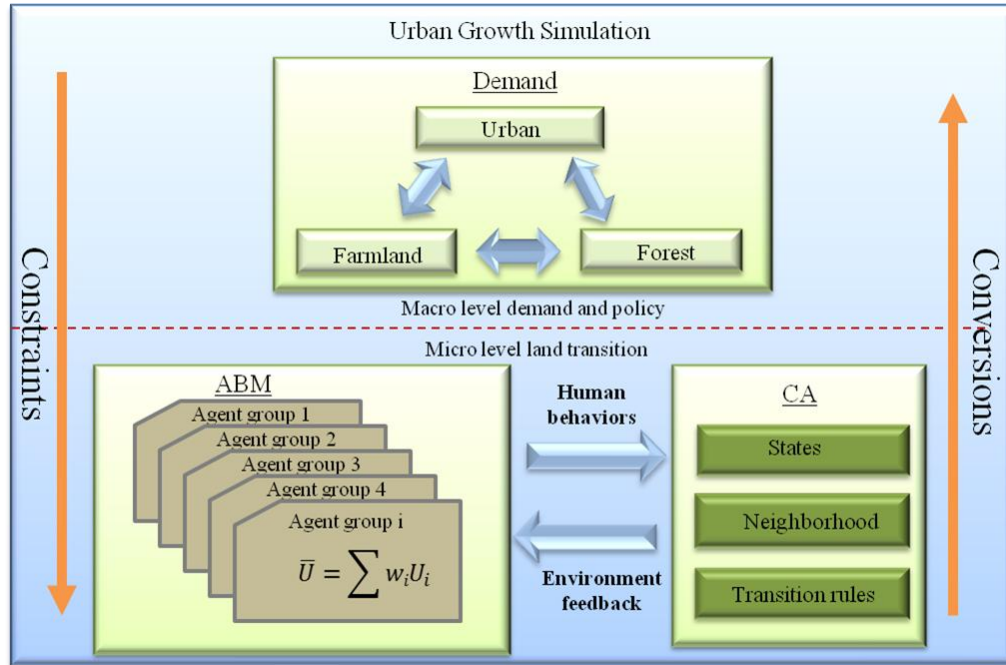 Urban Growth Simulation
Demand
Urban
Farmland
Forest
Macro level demand and policy
Constraints
Conversions
Micro level land transition
ABM
Agent group 1
Agent group 2
Agent group 3
Agent group 4
Agent group i
Ū = ∑ wᵢUᵢ
Human
behaviors
Environment
feedback
CA
States
Neighborhood
Transition rules